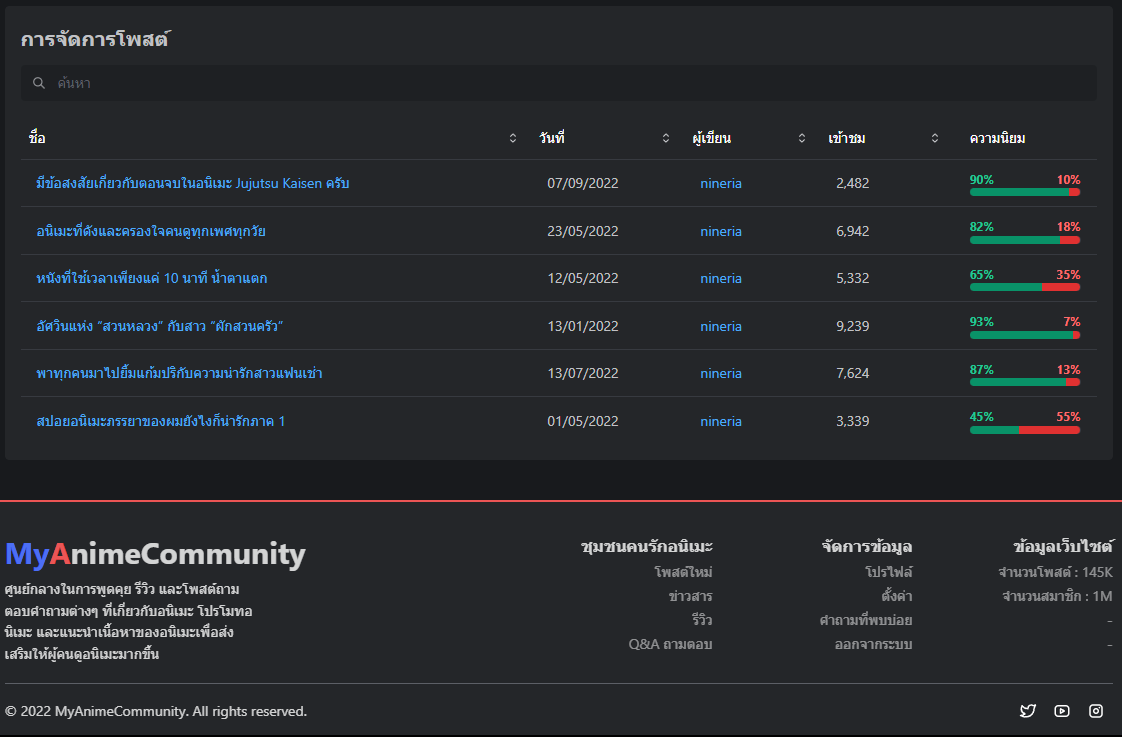 การจัดการโพสต์
ค้นหา
ชื่อ วันที่ ผู้เขียน เข้าชม ความนิยม
มีข้อสงสัยเกี่ยวกับตอนจบในอนิเมะ Jujutsu Kaisen ครับ 07/09/2022 nineria 2,482 90% 10%
อนิเมะที่ดังและครองใจคนดูทุกเพศทุกวัย 23/05/2022 nineria 6,942 82% 18%
หนังที่ใช้เวลาเพียงแค่ 10 นาที น้ำตาแตก 12/05/2022 nineria 5,332 65% 35%
อัศวินแห่ง “สวนหลวง” กับสาว “ผักสวนครัว” 13/01/2022 nineria 9,239 93% 7%
พาทุกคนมาไปยิ้มแก้มปริกับความน่ารักสาวแฟนเช่า 13/07/2022 nineria 7,624 87% 13%
สปอยอนิเมะภรรยาของผมยังไงก็น่ารักภาค 1 01/05/2022 nineria 3,339 45% 55%
MyAnimeCommunity
ศูนย์กลางในการพูดคุย รีวิว และโพสต์ถาม
ตอบคำถามต่างๆ ที่เกี่ยวกับอนิเมะ โปรโมทอ
นิเมะ และแนะนำเนื้อหาของอนิเมะเพื่อส่ง
เสริมให้ผู้คนดูอนิเมะมากขึ้น
ชุมชนคนรักอนิเมะ
โพสต์ใหม่
ข่าวสาร
รีวิว
Q&A ถามตอบ
จัดการข้อมูล
โปรไฟล์
ตั้งค่า
คำถามที่พบบ่อย
ออกจากระบบ
ข้อมูลเว็บไซต์
จำนวนโพสต์ : 145K
จำนวนสมาชิก : 1M
-
-
© 2022 MyAnimeCommunity. All rights reserved.